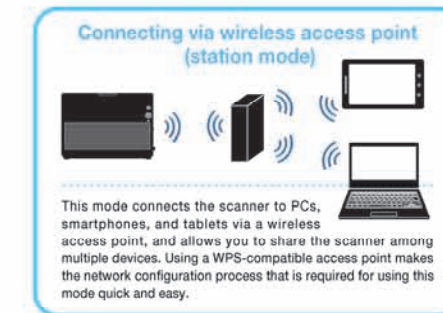 Connecting via wireless access point
(station mode)
This mode connects the scanner to PCs,
smartphones, and tablets via a wireless
access point, and allows you to share the scanner among
multiple devices. Using a WPS-compatible access point makes
the network configuration process that is required for using this
mode quick and easy.